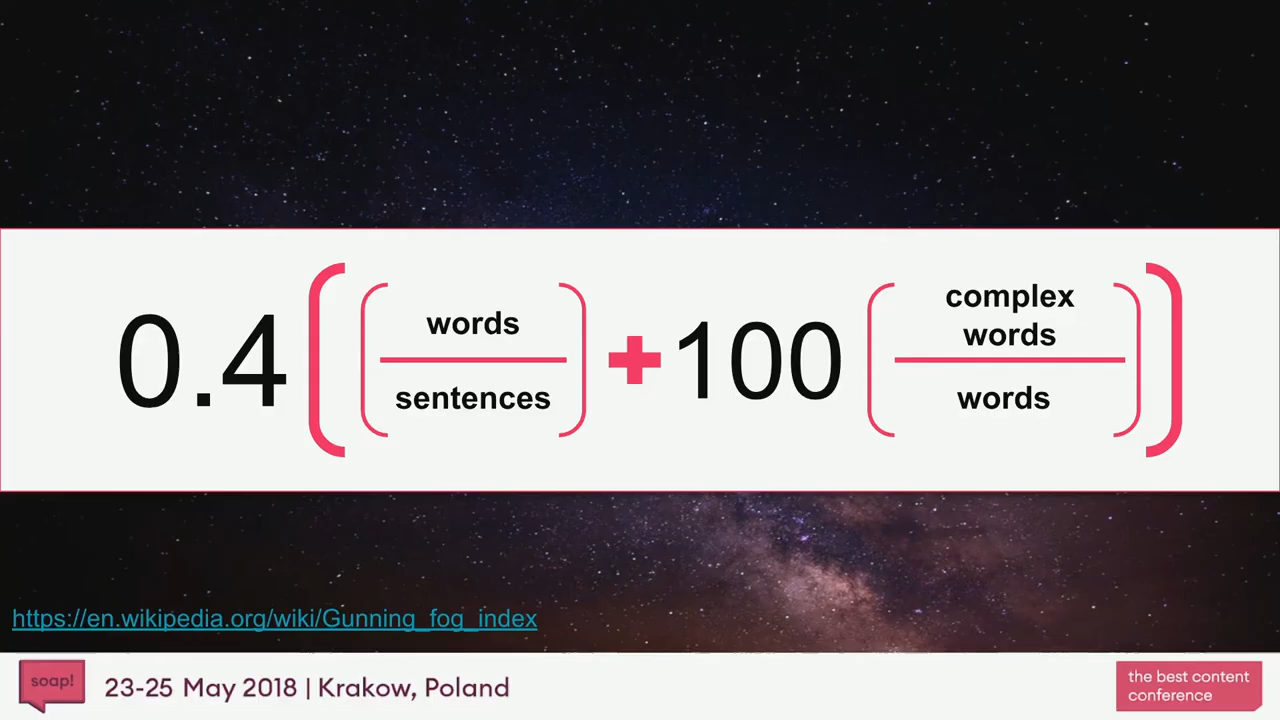 0.4
words
sentences
+
100
complex
words
words
https://en.wikipedia.org/wiki/Gunning_fog_index
soap!
23-25 May 2018 | Krakow, Poland
the best content
conference